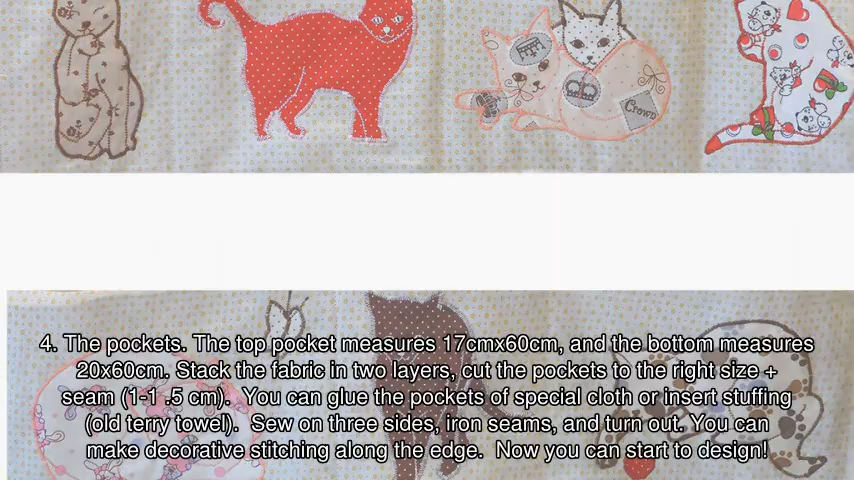 Crown
4. The pockets. The top pocket measures 17cmx60cm, and the bottom measures
20x60cm. Stack the fabric in two layers, cut the pockets to the right size +
seam (1-1 .5 cm).  You can glue the pockets of special cloth or insert stuffing
(old terry towel).  Sew on three sides, iron seams, and turn out. You can
make decorative stitching along the edge.  Now you can start to design!